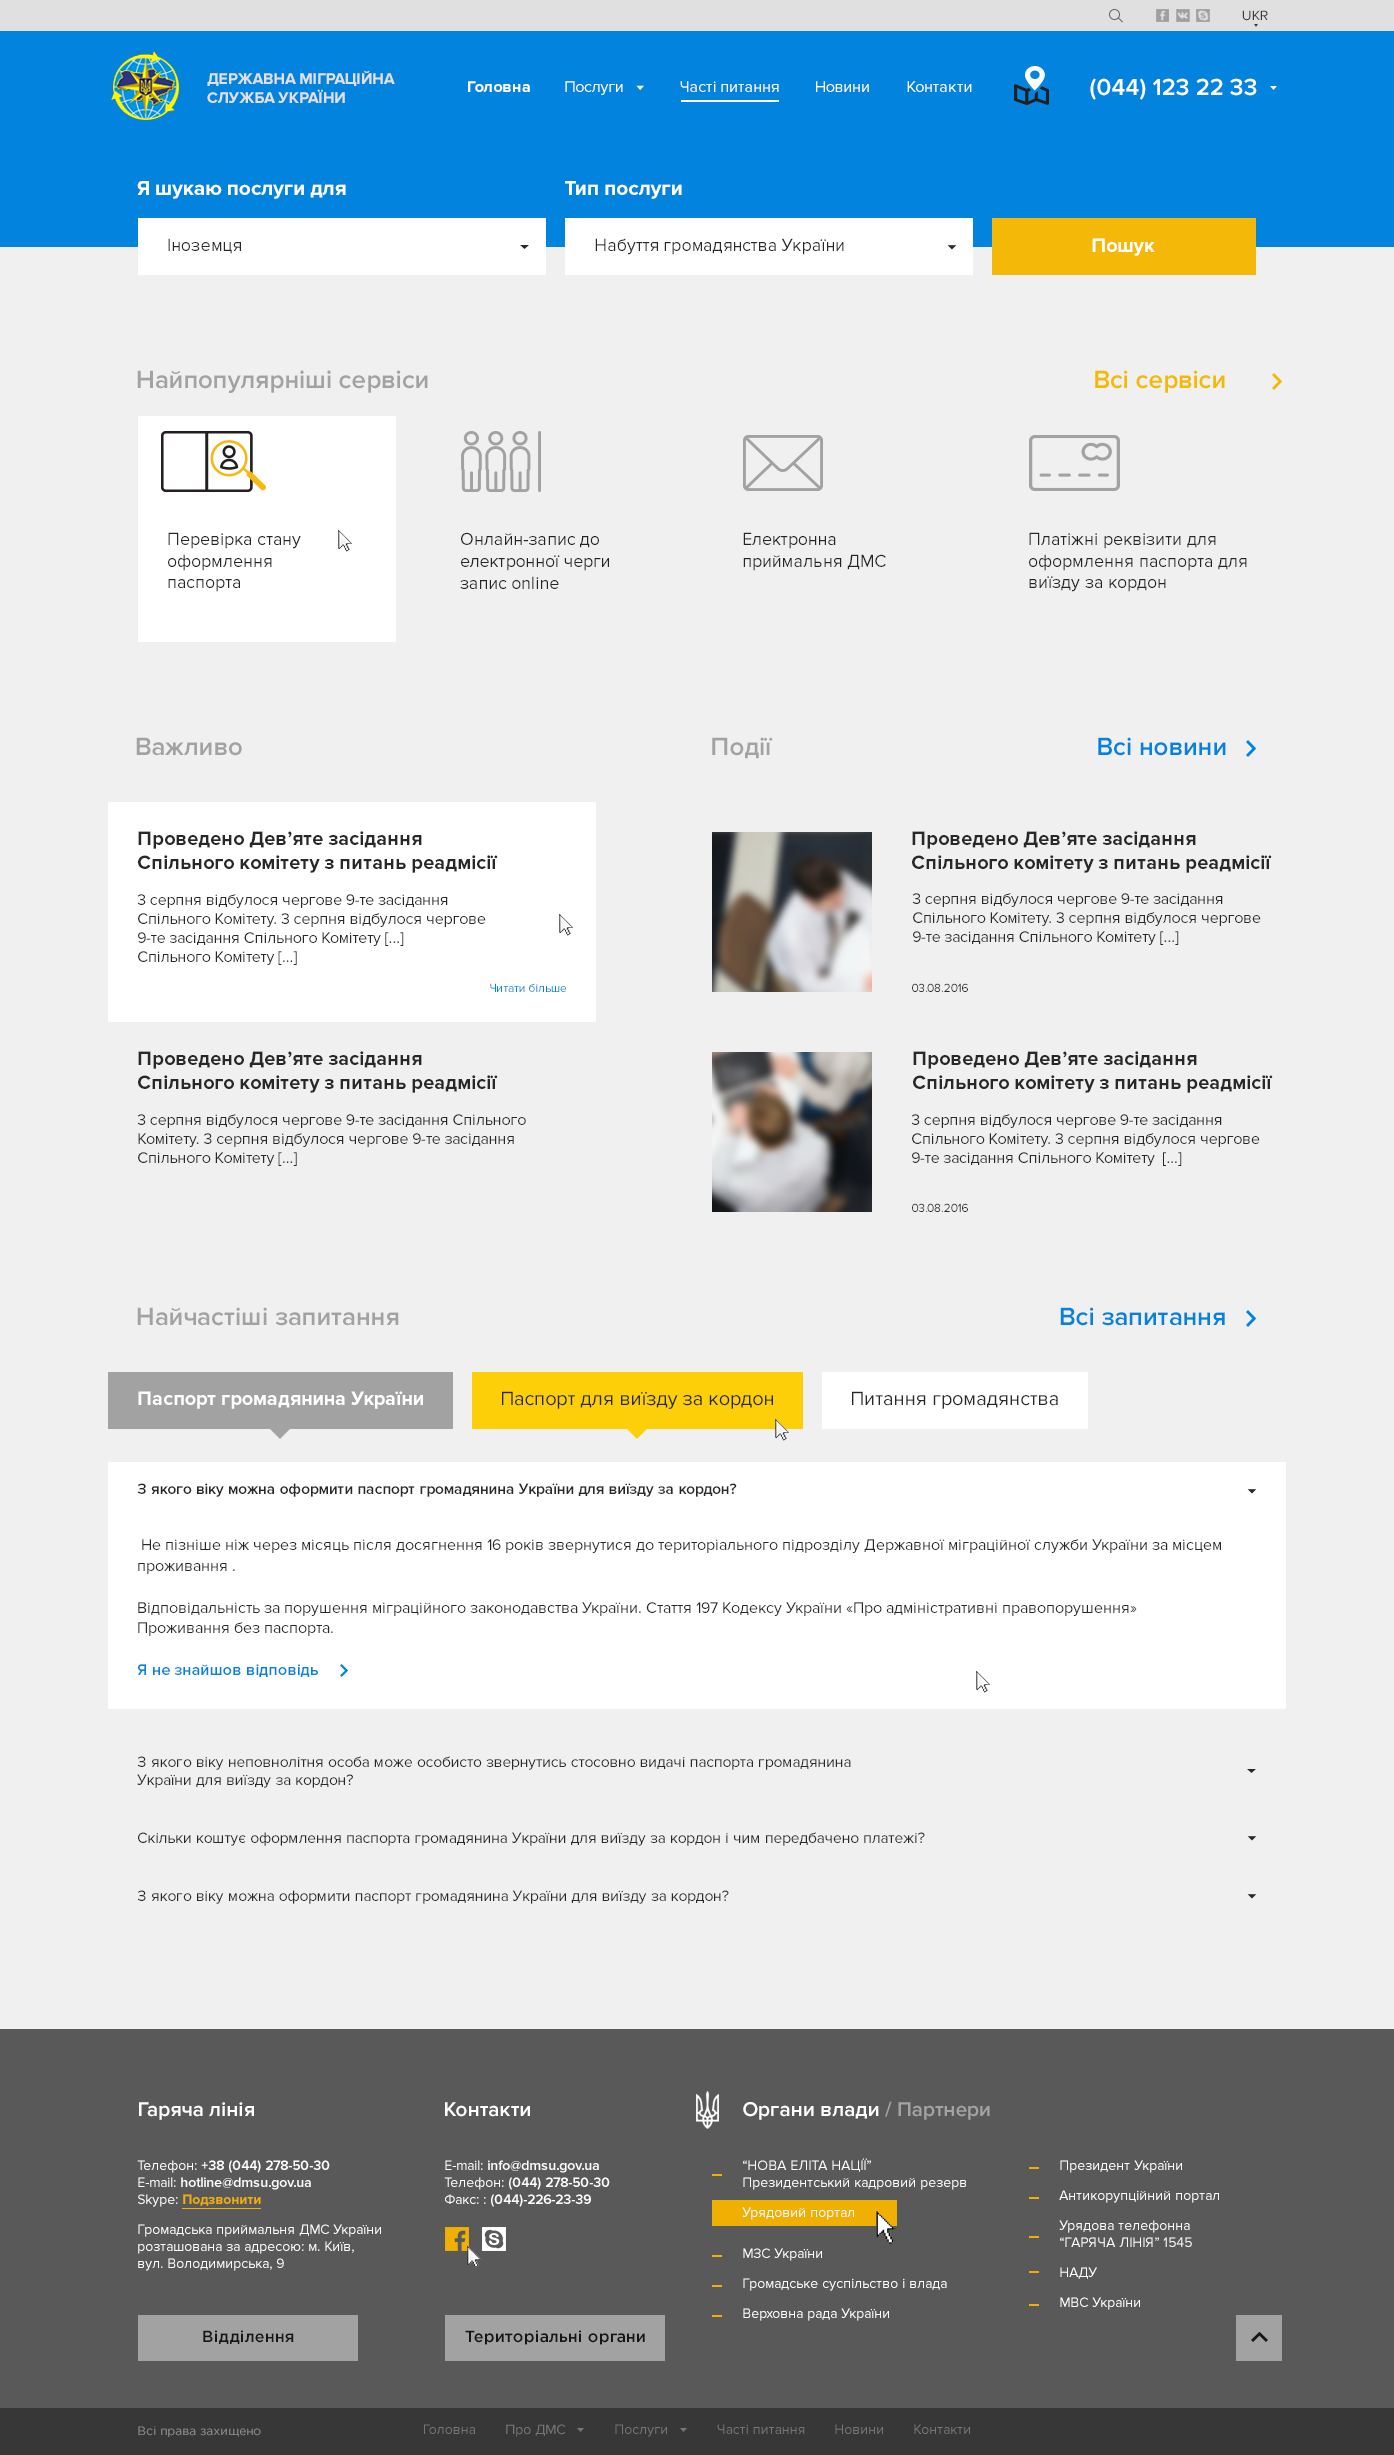 UKR
ДЕРЖАВНА МІГРАЦІЙНА
СЛУЖБА УКРАЇНИ
Головна
Послуги
Часті питання
Новини
Контакти
(044) 123 22 33
Я шукаю послуги для
Тип послуги
Іноземця
Набуття громадянства України
Пошук
Найпопулярніші сервіси
Всі сервіси
Перевірка стану
оформлення
паспорта
Онлайн-запис до
електронної черги
запис online
Електронна
приймальня ДМС
Платіжні реквізити для
оформлення паспорта для
виїзду за кордон
Важливо
Проведено Дев’яте засідання
Спільного комітету з питань реадмісії
3 серпня відбулося чергове 9-те засідання
Спільного Комітету. 3 серпня відбулося чергове
9-те засідання Спільного Комітету [...]
Спільного Комітету [...]
Читати більше
Проведено Дев’яте засідання
Спільного комітету з питань реадмісії
3 серпня відбулося чергове 9-те засідання Спільного
Комітету. 3 серпня відбулося чергове 9-те засідання
Спільного Комітету [...]
Події
Всі новини
Проведено Дев’яте засідання
Спільного комітету з питань реадмісії
3 серпня відбулося чергове 9-те засідання
Спільного Комітету. 3 серпня відбулося чергове
9-те засідання Спільного Комітету [...]
03.08.2016
Проведено Дев’яте засідання
Спільного комітету з питань реадмісії
3 серпня відбулося чергове 9-те засідання
Спільного Комітету. 3 серпня відбулося чергове
9-те засідання Спільного Комітету [...]
03.08.2016
Найчастіші запитання
Всі запитання
Паспорт громадянина України
Паспорт для виїзду за кордон
Питання громадянства
З якого віку можна оформити паспорт громадянина України для виїзду за кордон?
Не пізніше ніж через місяць після досягнення 16 років звернутися до територіального підрозділу Державної міграційної служби України за місцем
проживання .
Відповідальність за порушення міграційного законодавства України. Стаття 197 Кодексу України «Про адміністративні правопорушення»
Проживання без паспорта.
Я не знайшов відповідь
З якого віку неповнолітня особа може особисто звернутись стосовно видачі паспорта громадянина
України для виїзду за кордон?
Скільки коштує оформлення паспорта громадянина України для виїзду за кордон і чим передбачено платежі?
З якого віку можна оформити паспорт громадянина України для виїзду за кордон?
Гаряча лінія
Телефон: +38 (044) 278-50-30
E-mail: hotline@dmsu.gov.ua
Skype: Подзвонити
Громадська приймальня ДМС України
розташована за адресою: м. Київ,
вул. Володимирська, 9
Відділення
Контакти
E-mail: info@dmsu.gov.ua
Телефон: (044) 278-50-30
Факс: : (044)-226-23-39
Територіальні органи
Органи влади / Партнери
“НОВА ЕЛІТА НАЦІЇ”
Президентський кадровий резерв
Урядовий портал
МЗС України
Громадське суспільство і влада
Верховна рада України
Президент України
Антикорупційний портал
Урядова телефонна
“ГАРЯЧА ЛІНІЯ” 1545
НАДУ
МВС України
Всі права захищено
Головна
Про ДМС
Послуги
Часті питання
Новини
Контакти